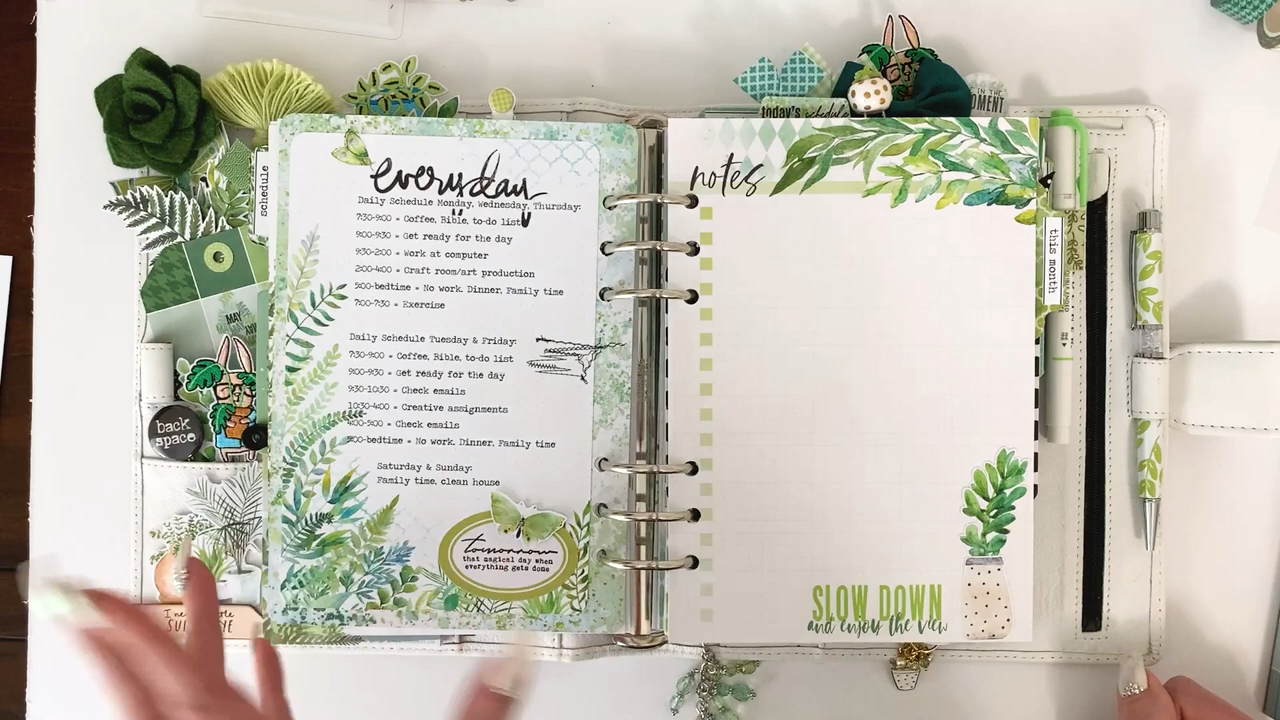 everyday
Daily Schedule Monday, Wednesday, Thursday:
7:30-9:00 = Coffee, Bible, to-do list
9:00-9:30 = Get ready for the day
9:30-2:00 = Work at computer
2:00-4:00 = Craft room/art production
5:00-bedtime = No work. Dinner, Family time
7:00-7:30 = Exercise
Daily Schedule Tuesday & Friday:
7:30-9:00 = Coffee, Bible, to-do list
9:00-9:30 = Get ready for the day
9:30-10:30 = Check emails
10:30-4:00 = Creative assignments
4:00-5:00 = Check emails
5:00-bedtime = No work. Dinner, Family time
Saturday & Sunday:
Family time, clean house
tomorrow
that magical day when
everything gets done
schedule
MAY
back
space
today's schedule
IN THE
MOMENT
notes
this month
SLOW DOWN
and enjoy the view